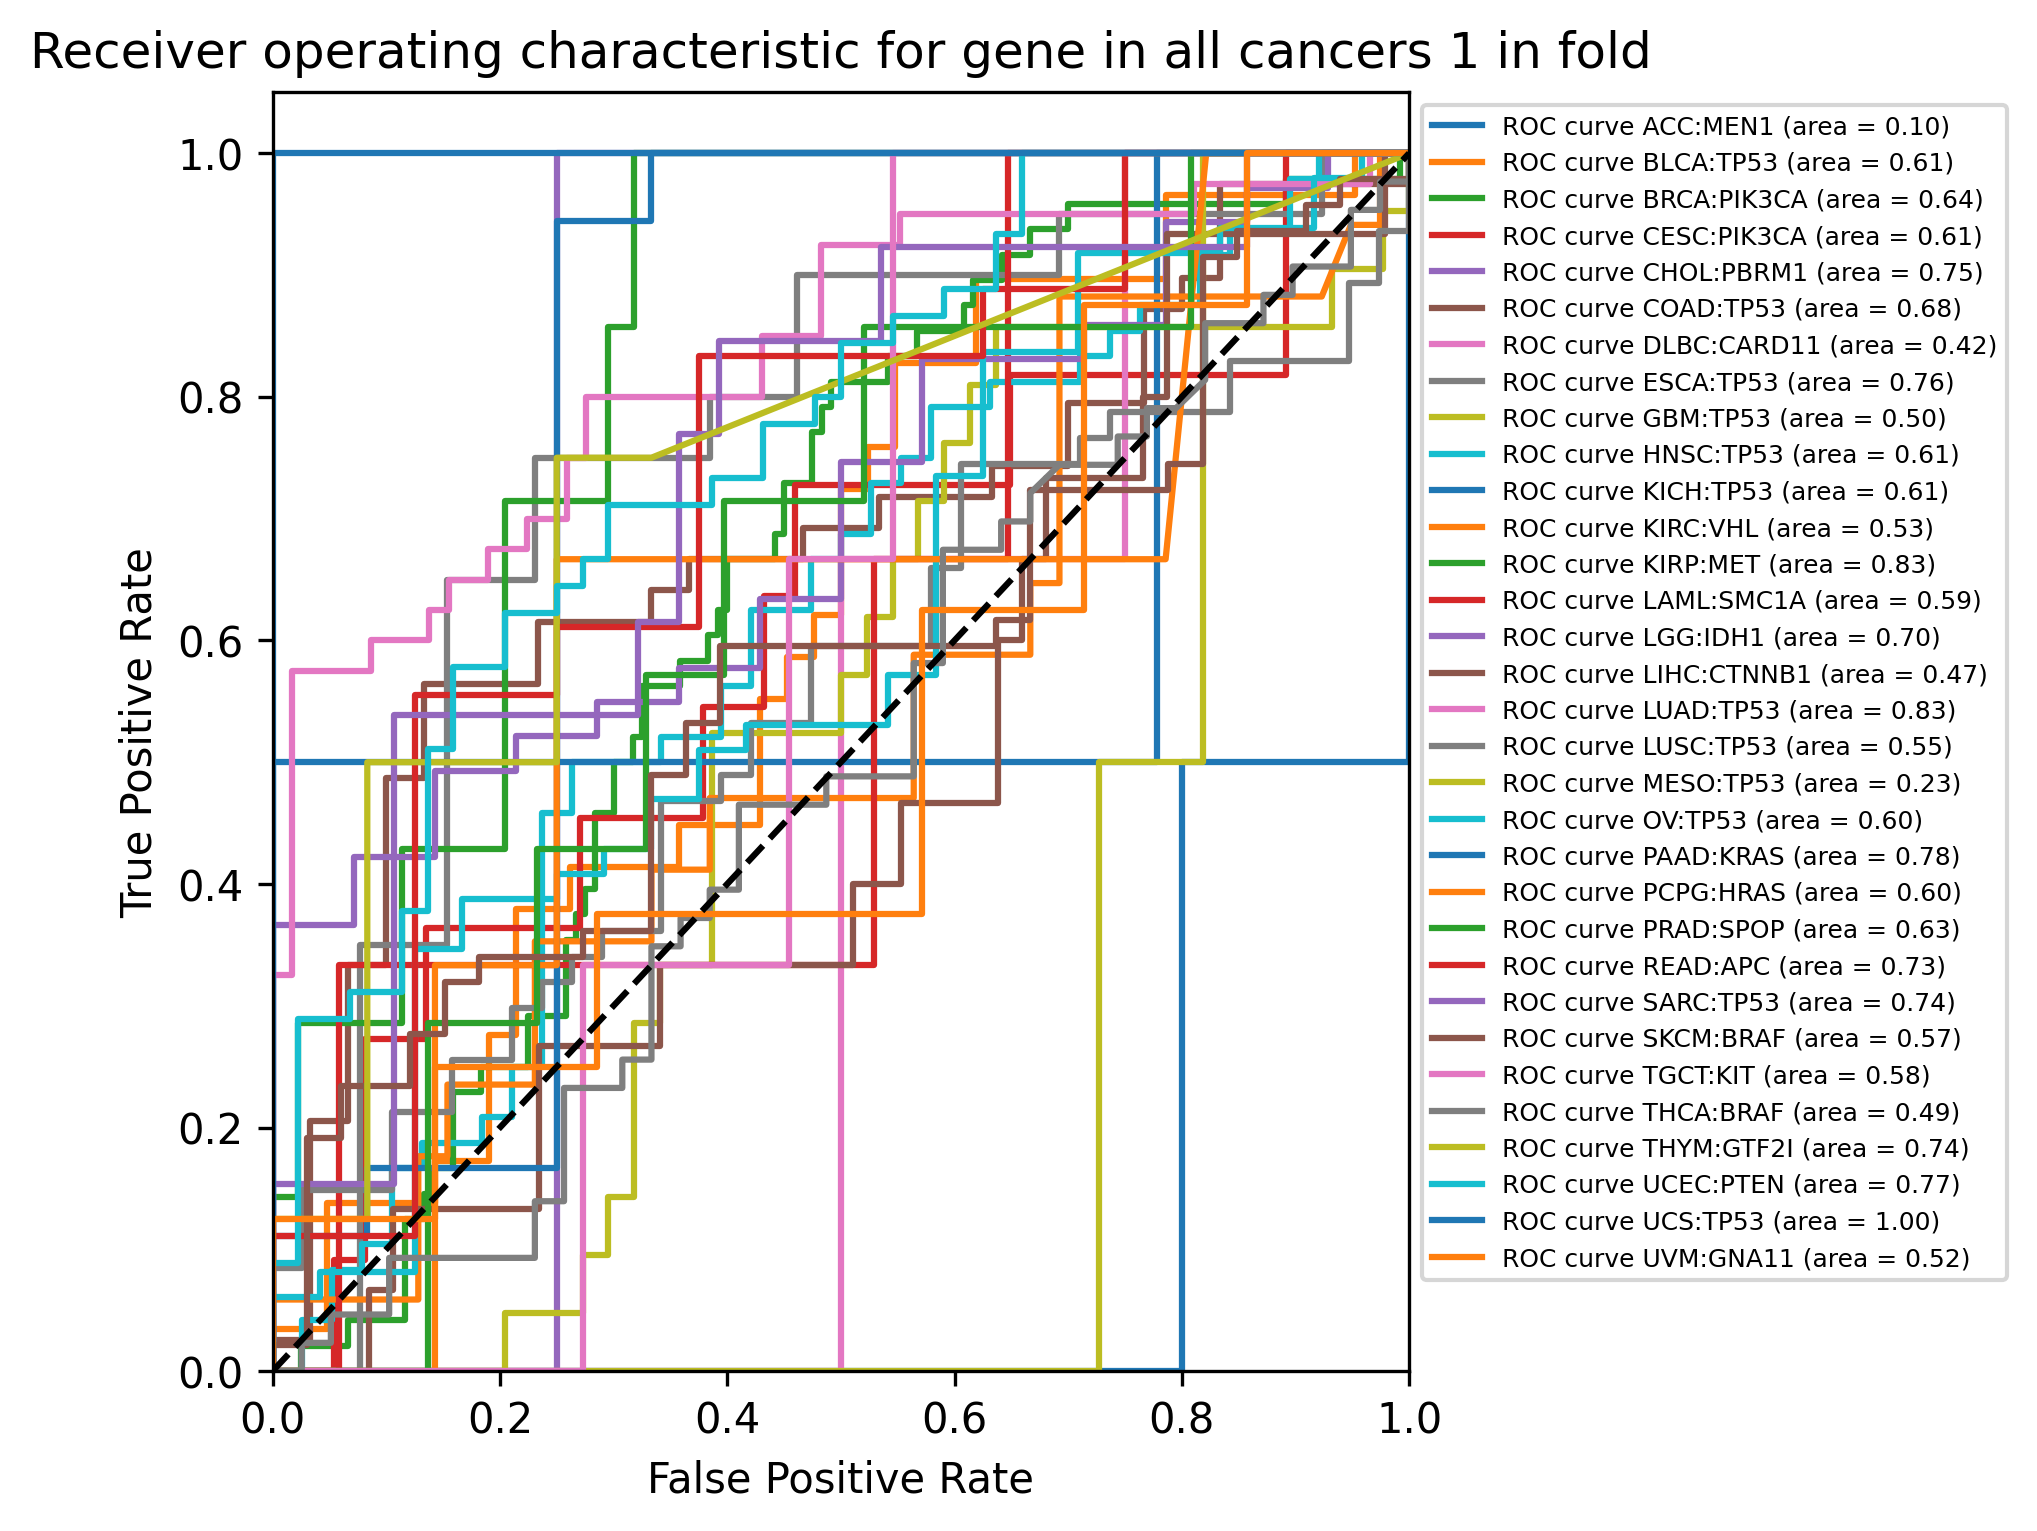 Receiver operating characteristic for gene in all cancers 1 in fold
True Positive Rate
1.0
0.8
0.6
0.4
0.2
0.0
0.0 0.2 0.4 0.6 0.8 1.0
False Positive Rate
ROC curve ACC:MEN1 (area = 0.10)
ROC curve BLCA:TP53 (area = 0.61)
ROC curve BRCA:PIK3CA (area = 0.64)
ROC curve CESC:PIK3CA (area = 0.61)
ROC curve CHOL:PBRM1 (area = 0.75)
ROC curve COAD:TP53 (area = 0.68)
ROC curve DLBC:CARD11 (area = 0.42)
ROC curve ESCA:TP53 (area = 0.76)
ROC curve GBM:TP53 (area = 0.50)
ROC curve HNSC:TP53 (area = 0.61)
ROC curve KICH:TP53 (area = 0.61)
ROC curve KIRC:VHL (area = 0.53)
ROC curve KIRP:MET (area = 0.83)
ROC curve LAML:SMC1A (area = 0.59)
ROC curve LGG:IDH1 (area = 0.70)
ROC curve LIHC:CTNNB1 (area = 0.47)
ROC curve LUAD:TP53 (area = 0.83)
ROC curve LUSC:TP53 (area = 0.55)
ROC curve MESO:TP53 (area = 0.23)
ROC curve OV:TP53 (area = 0.60)
ROC curve PAAD:KRAS (area = 0.78)
ROC curve PCPG:HRAS (area = 0.60)
ROC curve PRAD:SPOP (area = 0.63)
ROC curve READ:APC (area = 0.73)
ROC curve SARC:TP53 (area = 0.74)
ROC curve SKCM:BRAF (area = 0.57)
ROC curve TGCT:KIT (area = 0.58)
ROC curve THCA:BRAF (area = 0.49)
ROC curve THYM:GTF2I (area = 0.74)
ROC curve UCEC:PTEN (area = 0.77)
ROC curve UCS:TP53 (area = 1.00)
ROC curve UVM:GNA11 (area = 0.52)